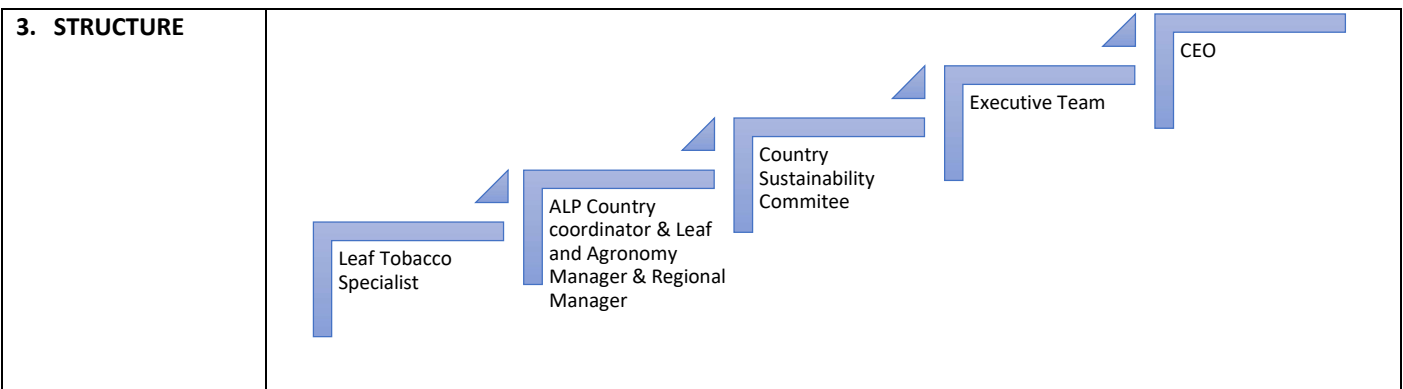 3. STRUCTURE
Leaf Tobacco
Specialist
ALP Country
coordinator & Leaf
and Agronomy
Manager & Regional
Manager
Country
Sustainability
Commitee
Executive Team
CEO